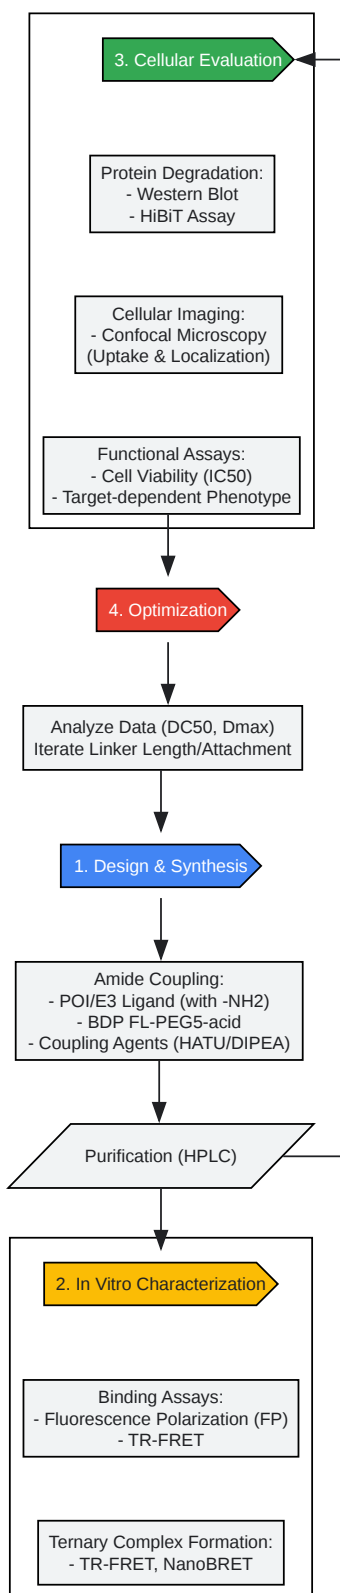 3. Cellular Evaluation
Protein Degradation:
- Western Blot
- HiBiT Assay
Cellular Imaging:
- Confocal Microscopy
(Uptake & Localization)
Functional Assays:
- Cell Viability (IC50)
- Target-dependent Phenotype
4. Optimization
Analyze Data (DC50, Dmax)
Iterate Linker Length/Attachment
1. Design & Synthesis
Amide Coupling:
- POI/E3 Ligand (with -NH2)
- BDP FL-PEG5-acid
- Coupling Agents (HATU/DIPEA)
Purification (HPLC)
2. In Vitro Characterization
Binding Assays:
- Fluorescence Polarization (FP)
- TR-FRET
Ternary Complex Formation:
- TR-FRET, NanoBRET